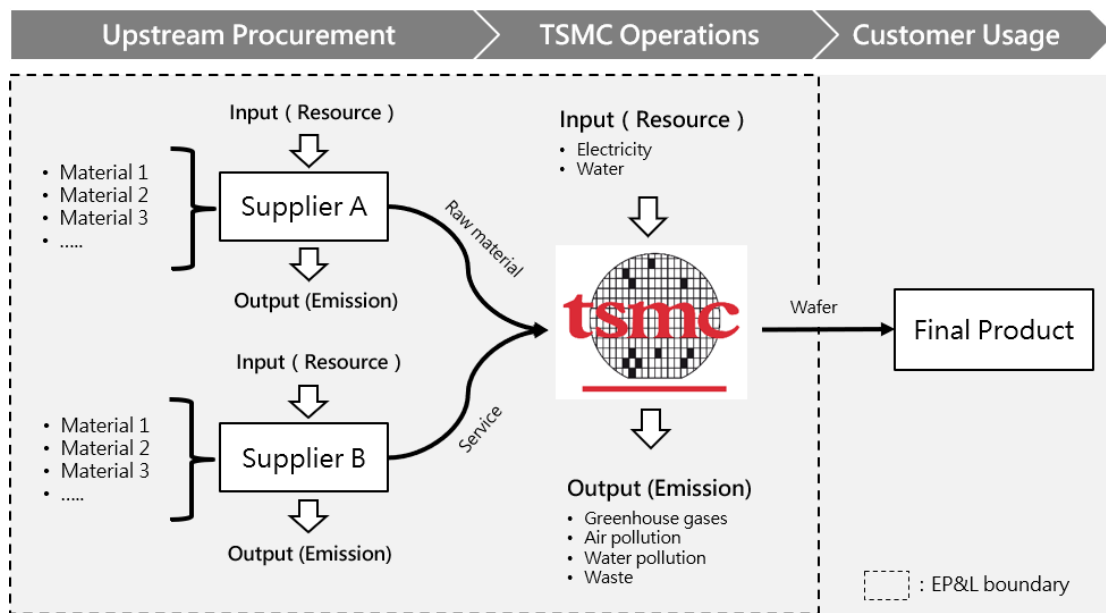 Upstream Procurement
TSMC Operations
Customer Usage
Input ( Resource )
• Material 1
• Material 2
• Material 3
• .....
Supplier A
Output (Emission)
Raw material
Input ( Resource )
• Material 1
• Material 2
• Material 3
• .....
Supplier B
Output (Emission)
Service
Input ( Resource )
• Electricity
• Water
tsmc
Output (Emission)
• Greenhouse gases
• Air pollution
• Water pollution
• Waste
Wafer
Final Product
: EP&L boundary